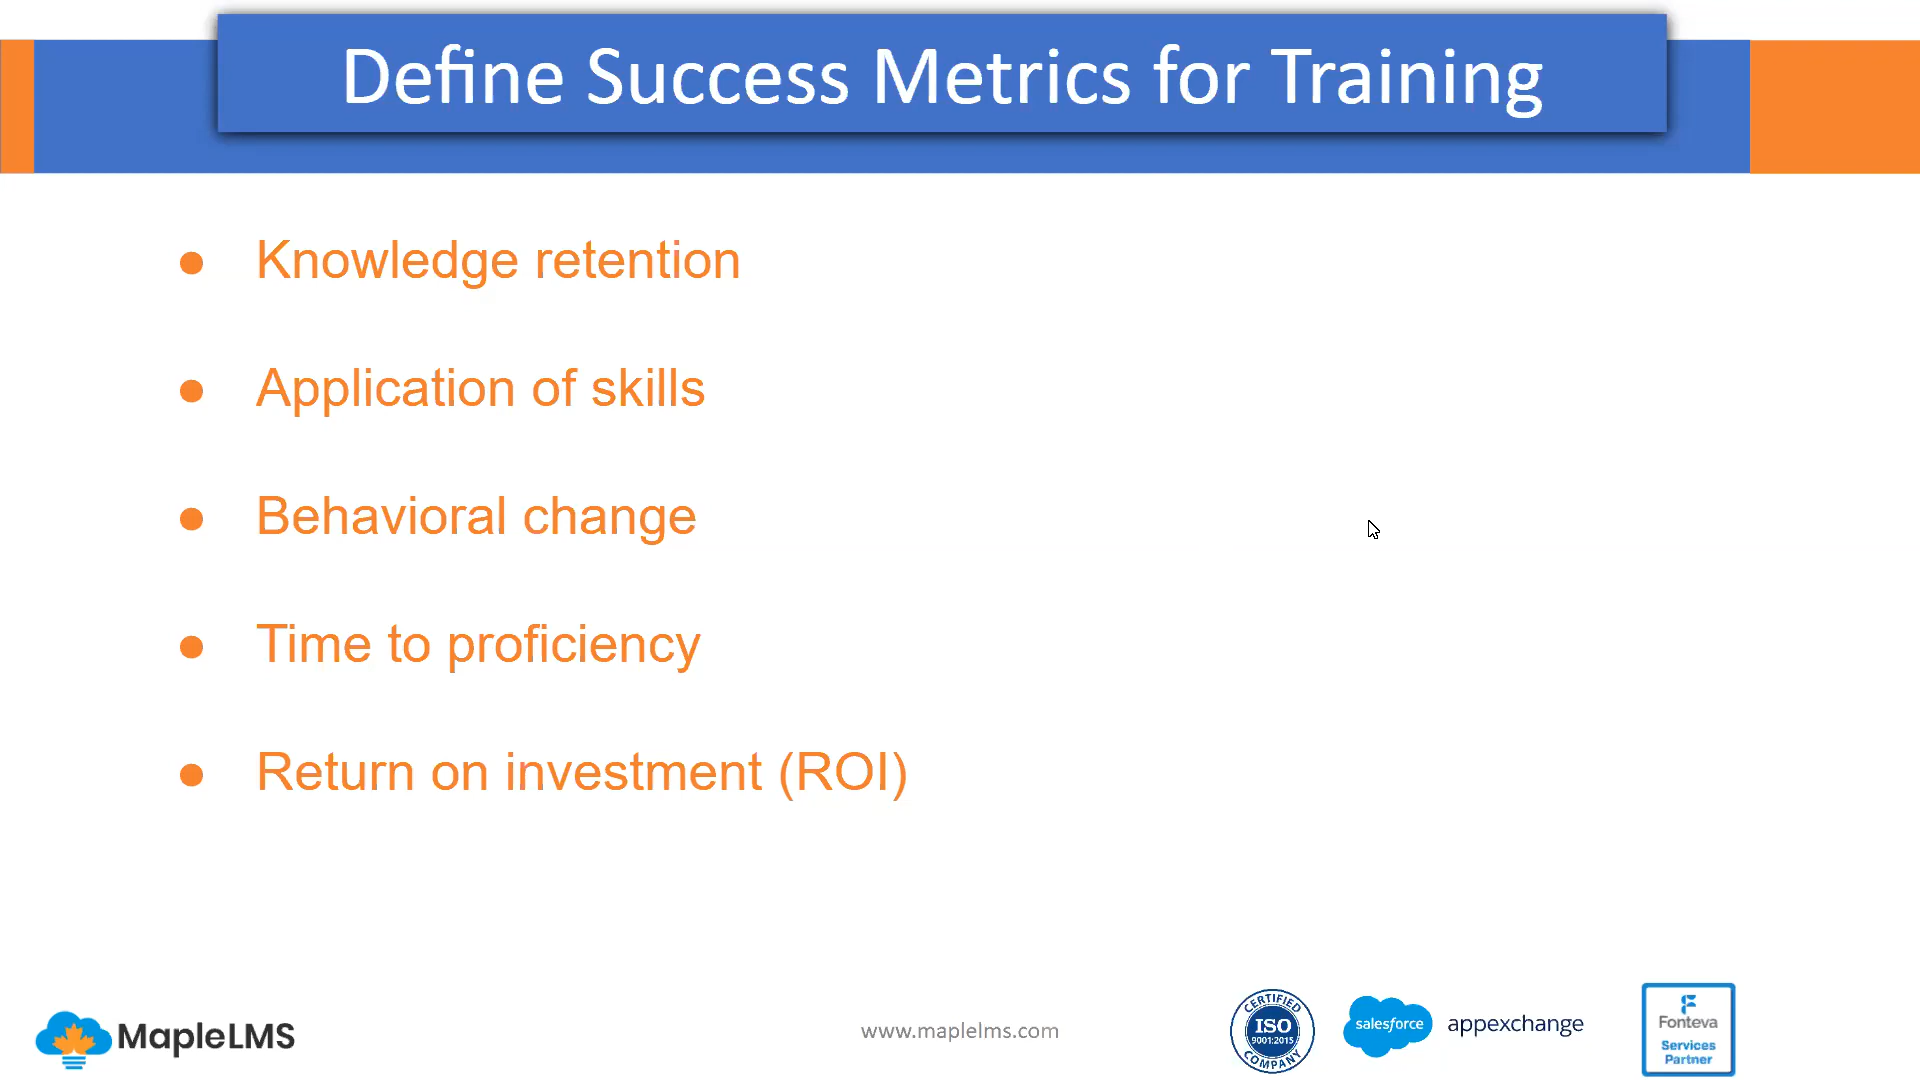 Define Success Metrics for Training
● Knowledge retention
● Application of skills
● Behavioral change
● Time to proficiency
● Return on investment (ROI)
MapleLMS
www.maplelms.com
CERTIFIED
ISO
9001:2015
COMPANY
salesforce
appexchange
F
Fonteva
Services
Partner